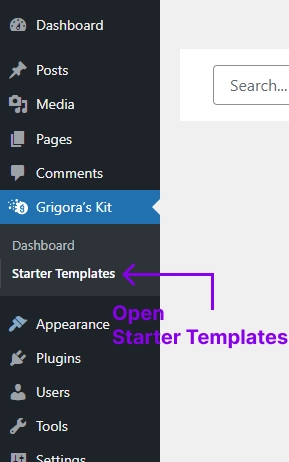 Dashboard
Posts
Search...
Media
Pages
Comments
Grigora's Kit
Dashboard
Starter Templates
Open
Starter Templates
Appearance
Plugins
Users
Tools
Settings